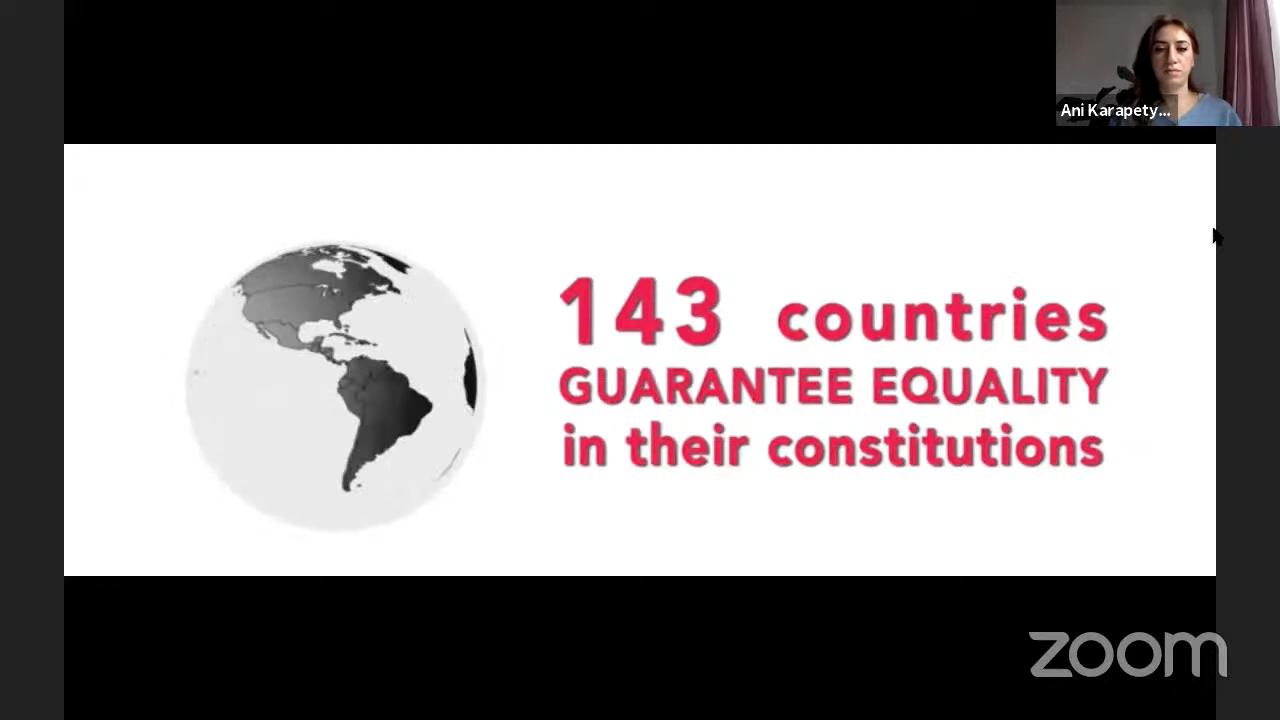 Ani Karapety...
143 countries
GUARANTEE EQUALITY
in their constitutions
zoom